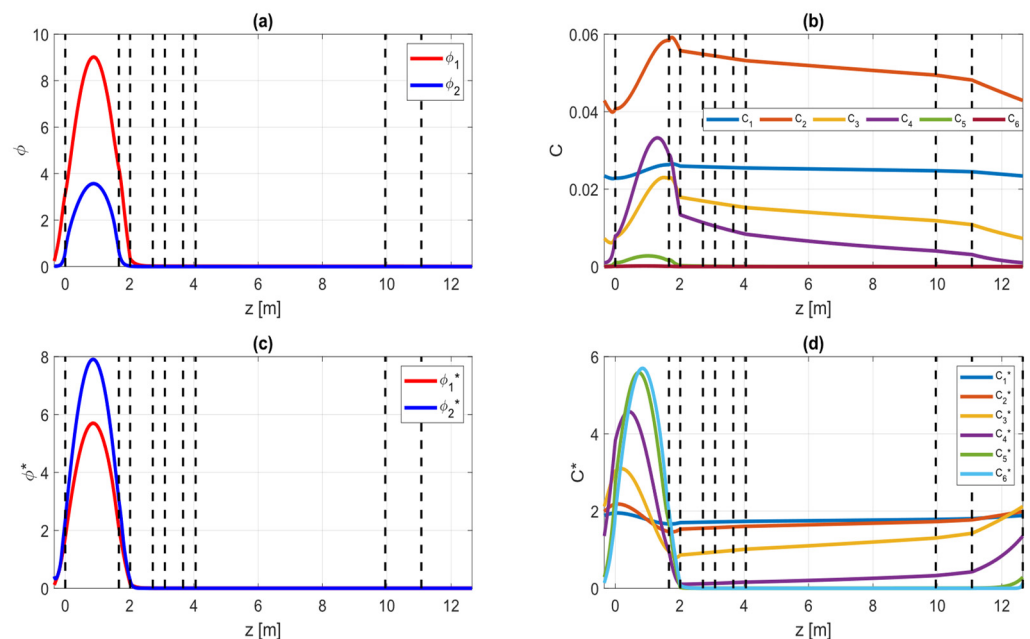 (a)
10
8
6
4
2
0
ϕ
ϕ₁
ϕ₂
0 2 4 6 8 10 12
z [m]
(b)
0.06
0.04
0.02
0
C
C₁ C₂ C₃ C₄ C₅ C₆
0 2 4 6 8 10 12
z [m]
(c)
8
6
4
2
0
ϕ*
ϕ₁*
ϕ₂*
0 2 4 6 8 10 12
z [m]
(d)
6
4
2
0
C*
C₁*
C₂*
C₃*
C₄*
C₅*
C₆*
0 2 4 6 8 10 12
z [m]